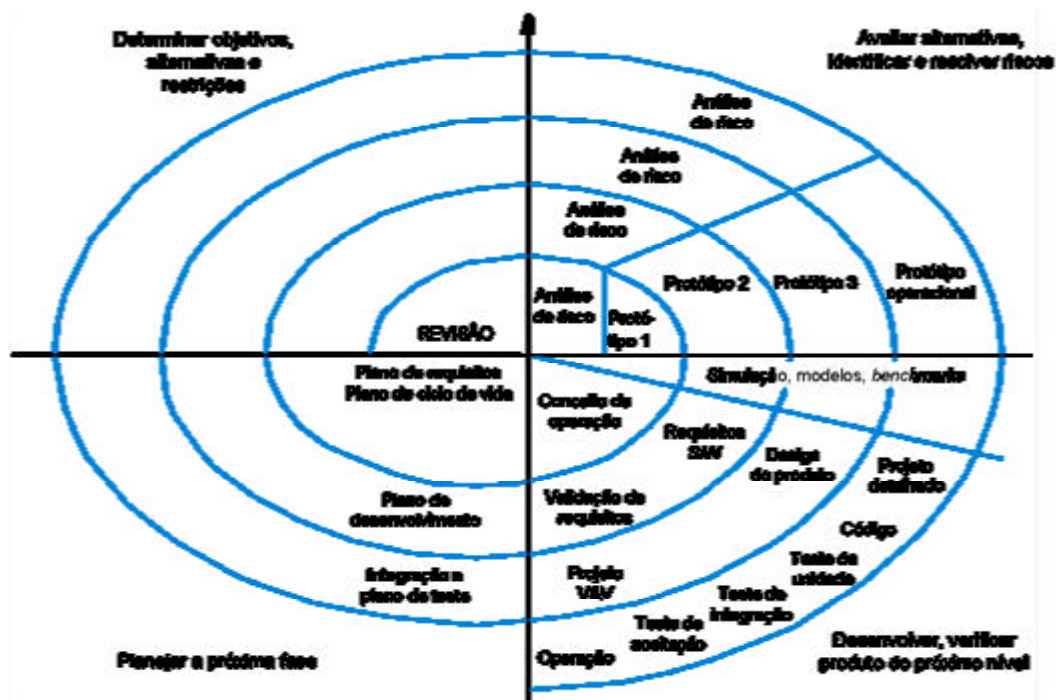 Determinar objetivos,
alternativas e
restrições
Avaliar alternativas,
identificar e resolver riscos
Análise
de risco
Análise
de risco
Análise
de risco
Análise
de risco
Protó-
tipo 1
Protótipo 2
Protótipo 3
Protótipo
operacional
REVISÃO
Plano de requisitos
Plano de ciclo de vida
Simulação, modelos, benchmarks
Conceito de
operação
Requisitos
SW
Design
do produto
Projeto
detalhado
Plano de
desenvolvimento
Validação de
requisitos
Código
Integração e
plano de teste
Projeto
V&V
Teste de
unidade
Teste de
integração
Teste de
aceitação
Operação
Planejar a próxima fase
Desenvolver, verificar
produto do próximo nível